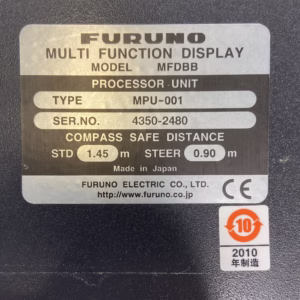 FURUNO
MULTI FUNCTION DISPLAY
MODEL MFDBB
PROCESSOR UNIT
TYPE MPU-001
SER.NO. 4350-2480
COMPASS SAFE DISTANCE
STD 1.45 m STEER 0.90 m
Made in Japan
FURUNO ELECTRIC CO., LTD.
http://www.furuno.co.jp
CE
10
2010
年制造